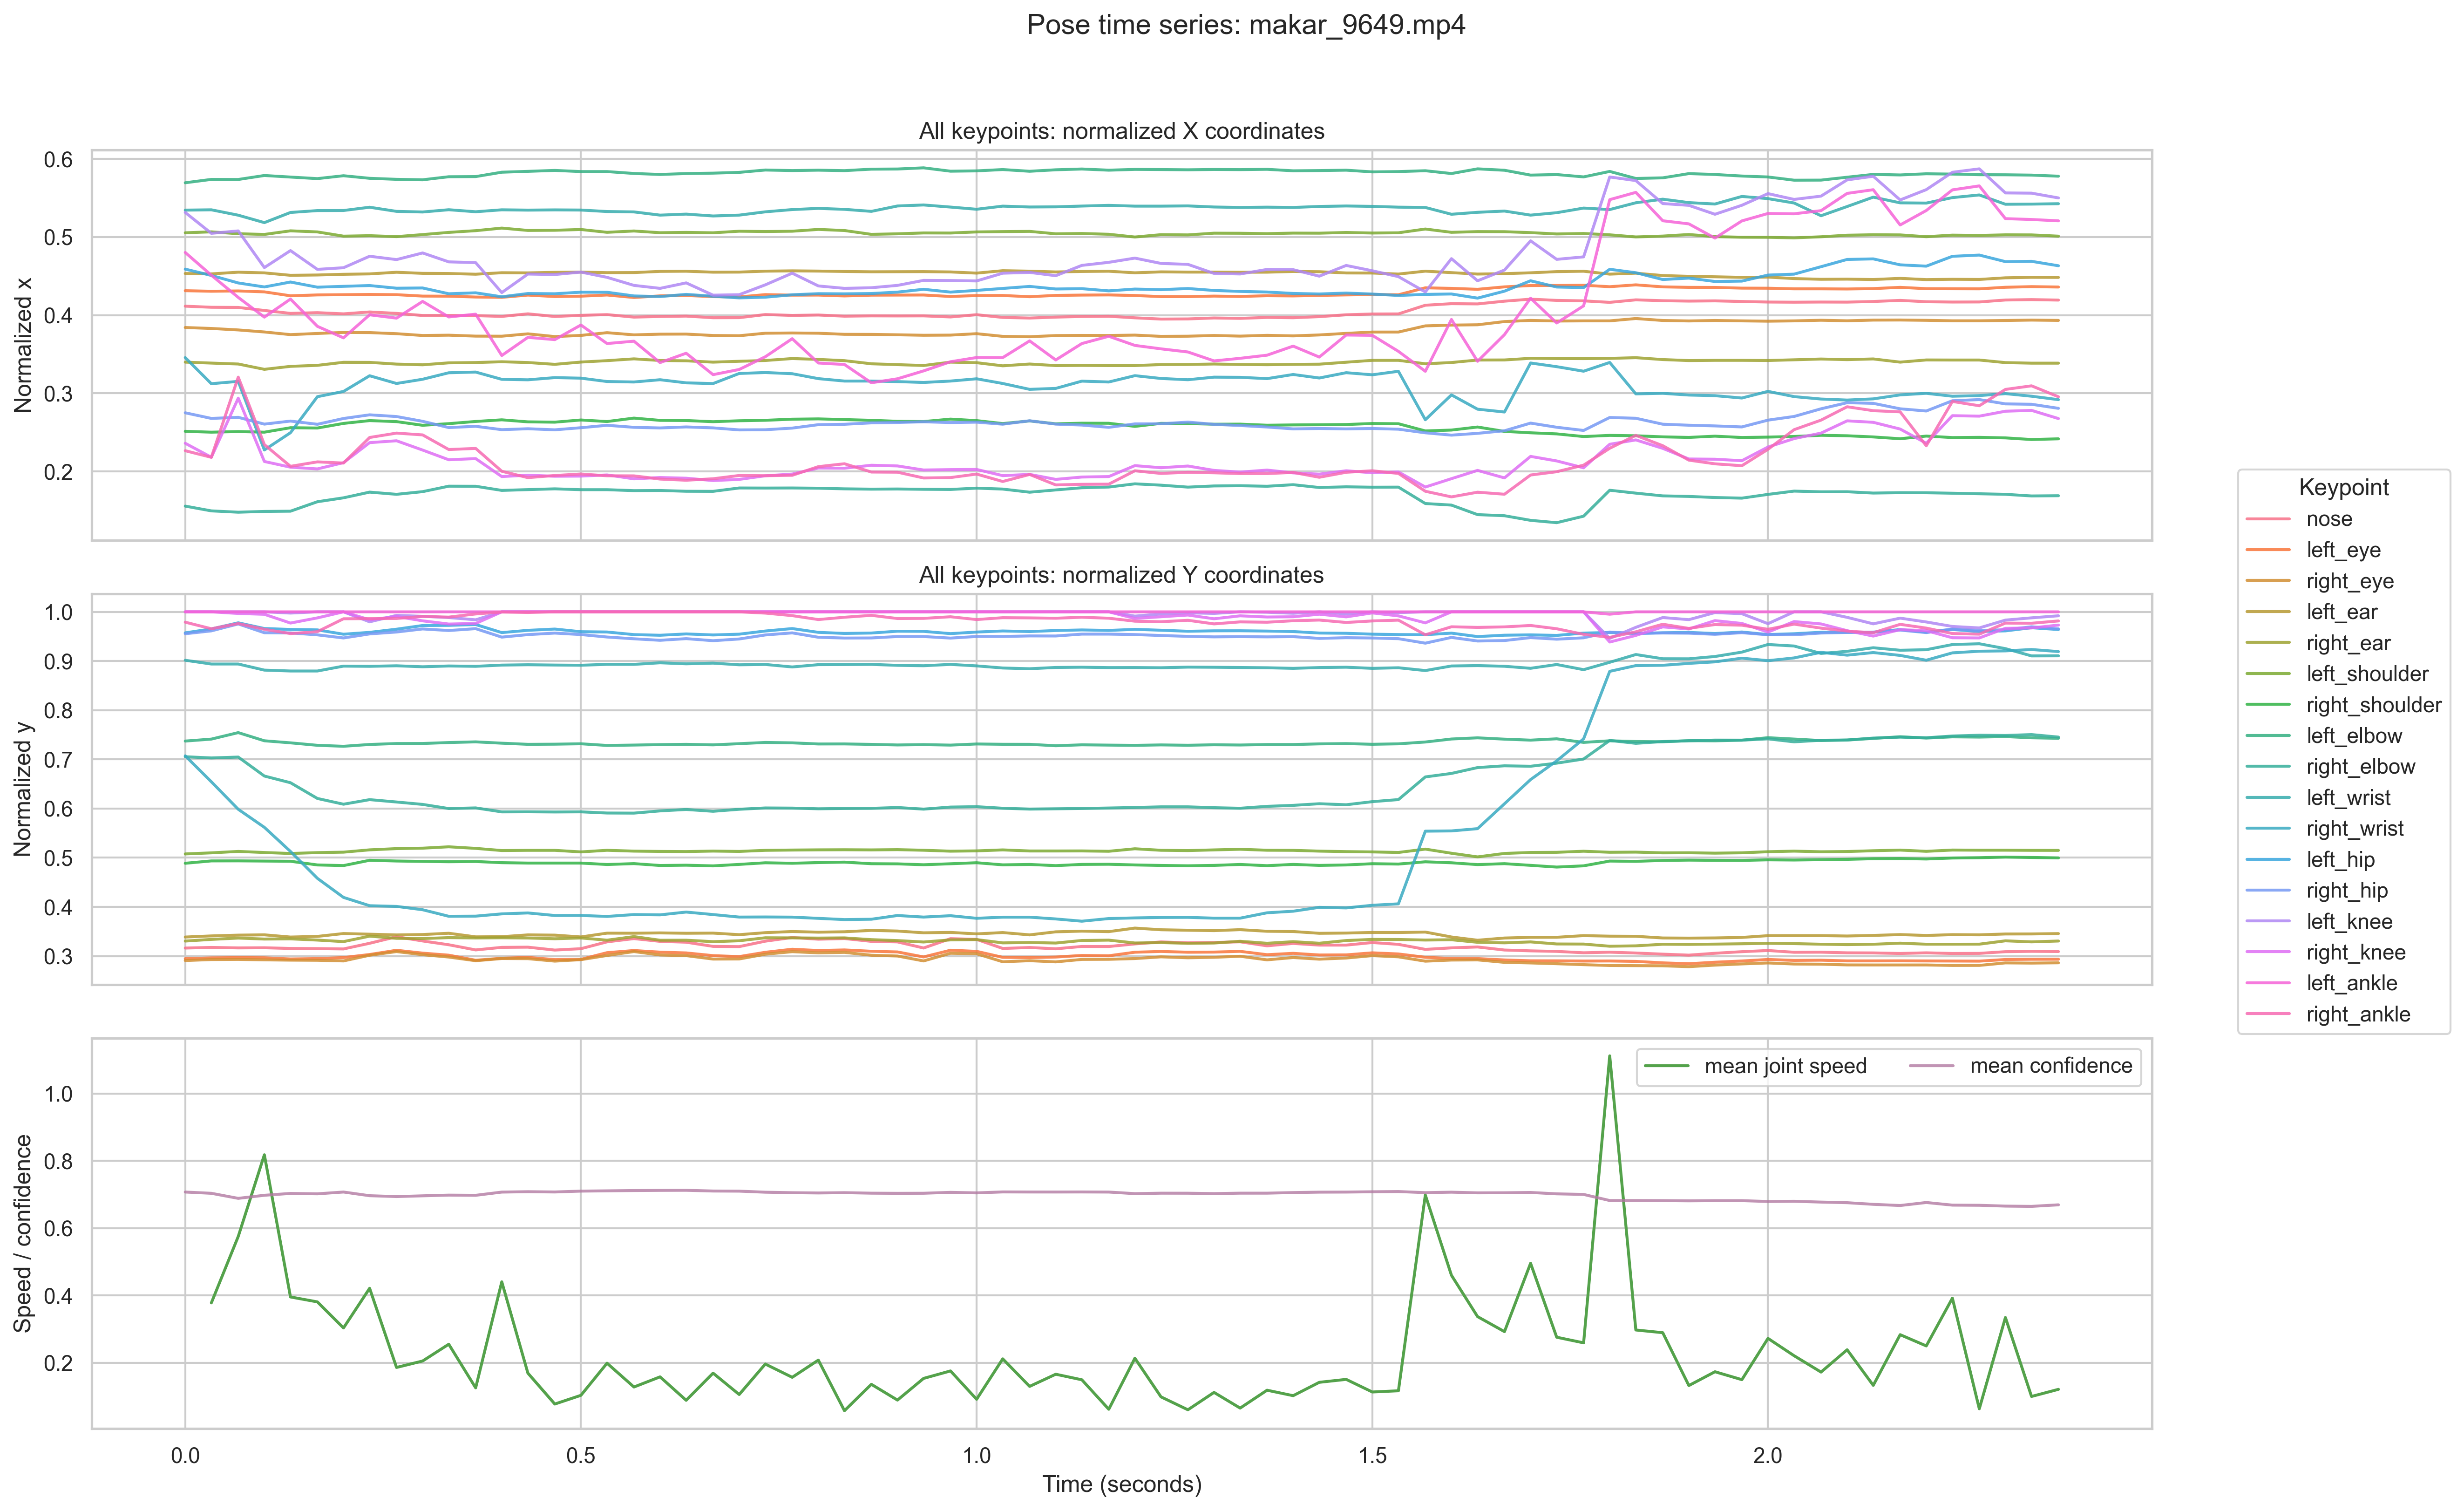 Pose time series: makar_9649.mp4
All keypoints: normalized X coordinates
Normalized x
0.6
0.5
0.4
0.3
0.2
All keypoints: normalized Y coordinates
Normalized y
1.0
0.9
0.8
0.7
0.6
0.5
0.4
0.3
Keypoint
nose
left_eye
right_eye
left_ear
right_ear
left_shoulder
right_shoulder
left_elbow
right_elbow
left_wrist
right_wrist
left_hip
right_hip
left_knee
right_knee
left_ankle
right_ankle
mean joint speed mean confidence
Speed / confidence
1.0
0.8
0.6
0.4
0.2
0.0 0.5 1.0 1.5 2.0
Time (seconds)